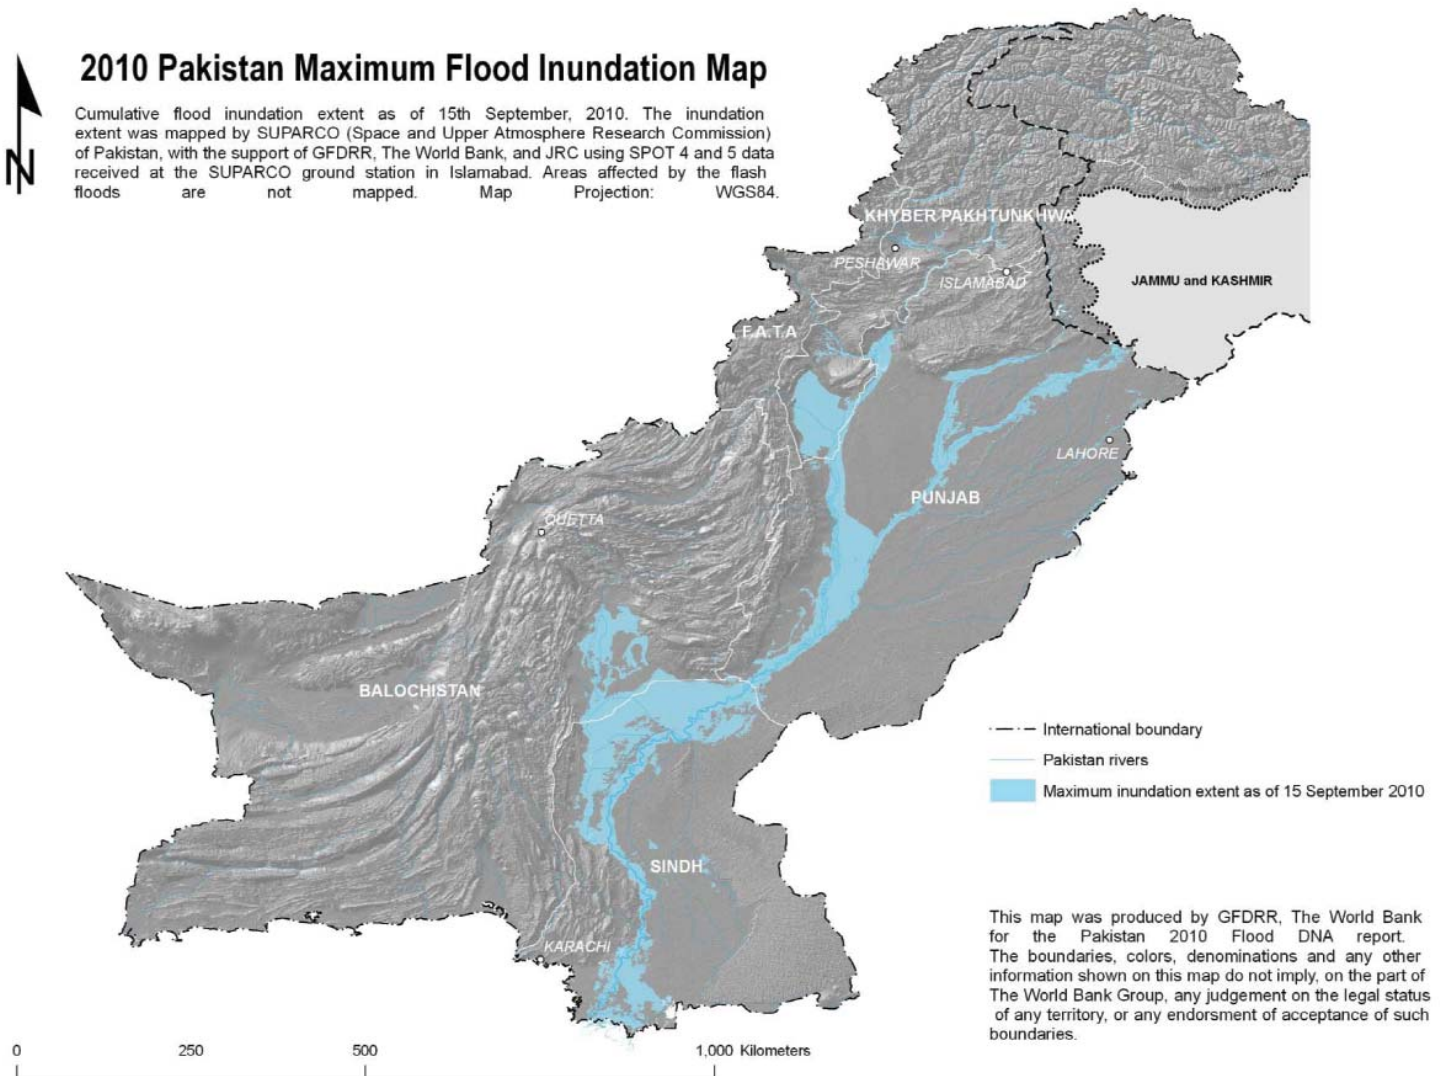 2010 Pakistan Maximum Flood Inundation Map
Cumulative flood inundation extent as of 15th September, 2010. The inundation
extent was mapped by SUPARCO (Space and Upper Atmosphere Research Commission)
of Pakistan, with the support of GFDRR, The World Bank, and JRC using SPOT 4 and 5 data
received at the SUPARCO ground station in Islamabad. Areas affected by the flash
floods are not mapped. Map Projection: WGS84.
N
KHYBER PAKHTUNKHWA
PESHAWAR
ISLAMABAD
JAMMU and KASHMIR
F.A.T.A
LAHORE
PUNJAB
QUETTA
BALOCHISTAN
International boundary
Pakistan rivers
Maximum inundation extent as of 15 September 2010
SINDH
KARACHI
This map was produced by GFDRR, The World Bank
for the Pakistan 2010 Flood DNA report.
The boundaries, colors, denominations and any other
information shown on this map do not imply, on the part of
The World Bank Group, any judgement on the legal status
of any territory, or any endorsment of acceptance of such
boundaries.
0 250 500 1,000 Kilometers